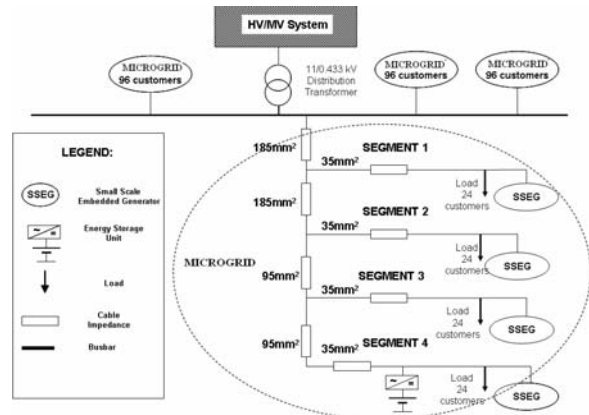 HV/MV System
MICROGRID
96 customers
11/0.433 kV
Distribution
Transformer
MICROGRID
96 customers
MICROGRID
96 customers
LEGEND:
SSEG
Small Scale
Embedded Generator
Energy Storage
Unit
Load
Cable
Impedance
Busbar
MICROGRID
185mm²
35mm²
SEGMENT 1
Load
24
customers
SSEG
185mm²
35mm²
SEGMENT 2
Load
24
customers
SSEG
95mm²
35mm²
SEGMENT 3
Load
24
customers
SSEG
95mm²
35mm²
SEGMENT 4
Load
24
customers
SSEG